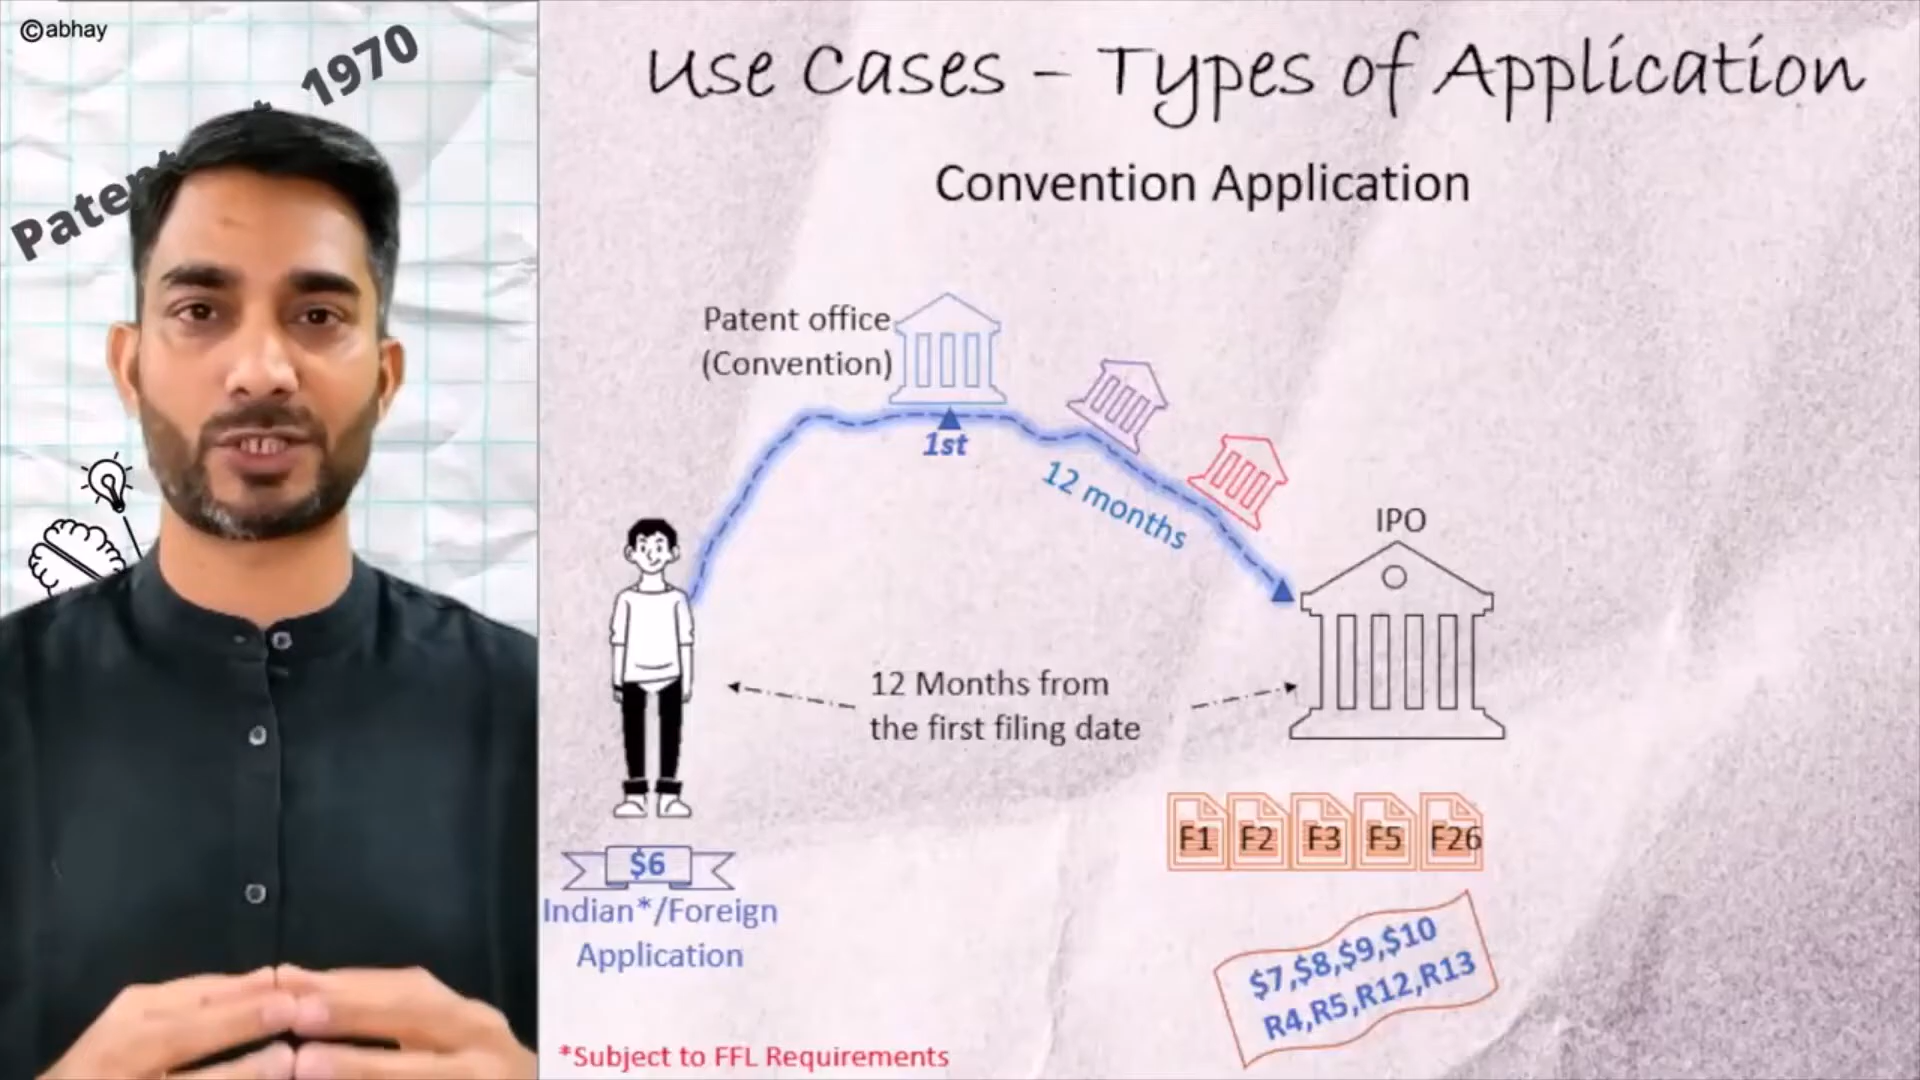 ©abhay
Patent 1970
Use Cases - Types of Application
Convention Application
Patent office
(Convention)
1st
12 months
IPO
12 Months from
the first filing date
F1 F2 F3 F5 F26
$6
Indian*/Foreign
Application
$7,$8,$9,$10
R4,R5,R12,R13
*Subject to FFL Requirements